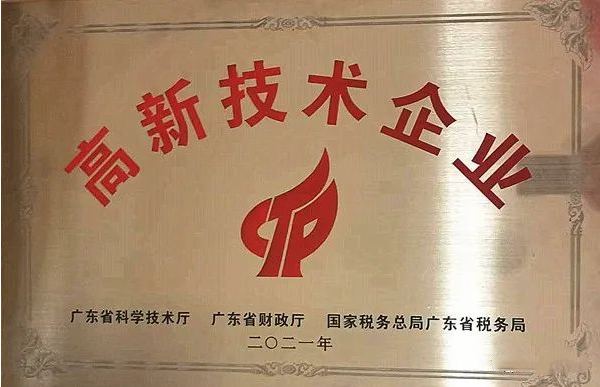 高新技术企业
广东省科学技术厅 广东省财政厅 国家税务总局广东省税务局
二〇二一年